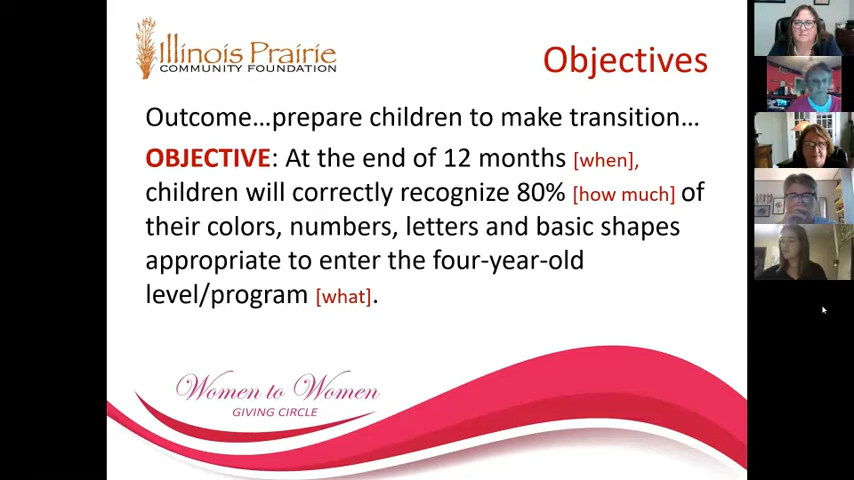 Illinois Prairie
COMMUNITY FOUNDATION
Objectives
Outcome...prepare children to make transition...
OBJECTIVE: At the end of 12 months [when],
children will correctly recognize 80% [how much] of
their colors, numbers, letters and basic shapes
appropriate to enter the four-year-old
level/program [what].
Women to Women
GIVING CIRCLE